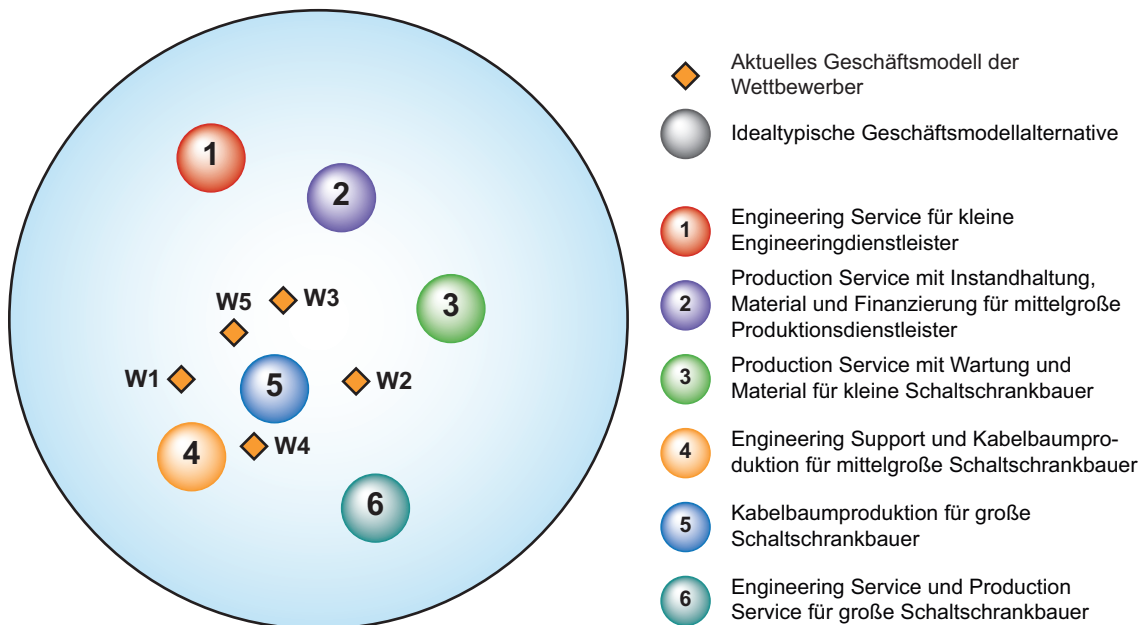 1
2
3
W3
W5
W1
5
W2
4
W4
6
Aktuelles Geschäftsmodell der
Wettbewerber
Idealtypische Geschäftsmodellalternative
1
Engineering Service für kleine
Engineeringdienstleister
2
Production Service mit Instandhaltung,
Material und Finanzierung für mittelgroße
Produktionsdienstleister
3
Production Service mit Wartung und
Material für kleine Schaltschrankbauer
4
Engineering Support und Kabelbaumpro-
duktion für mittelgroße Schaltschrankbauer
5
Kabelbaumproduktion für große
Schaltschrankbauer
6
Engineering Service und Production
Service für große Schaltschrankbauer